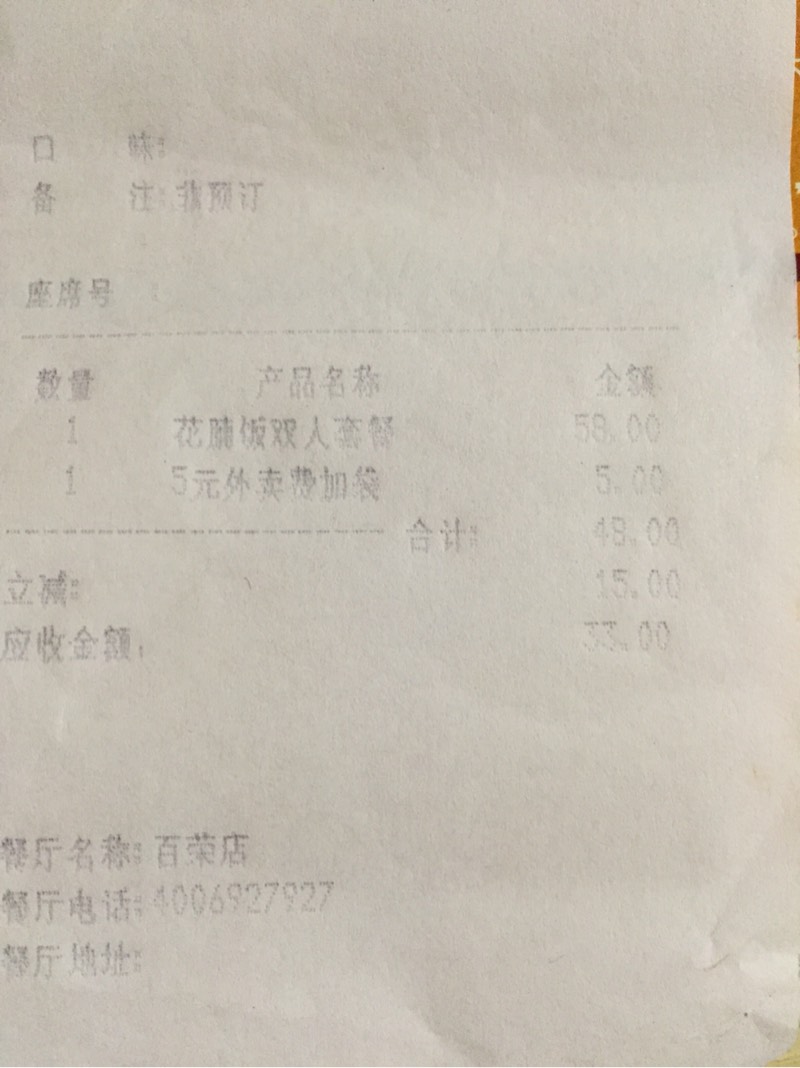 口 味:
备 注:非预订
座席号 :
数量 产品名称 金额
1 花腩饭双人套餐 58.00
1 5元外卖费加袋 5.00
合计: 48.00
立减: 15.00
应收金额: 33.00
餐厅名称:百荣店
餐厅电话:4006927927
餐厅地址: